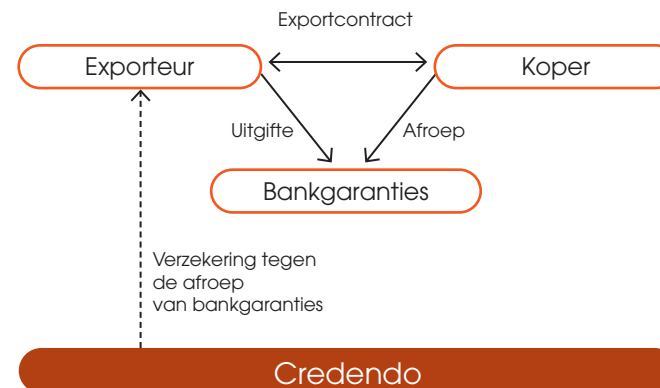 Exportcontract
Exporteur
Koper
Uitgifte
Afroep
Bankgaranties
Verzekering tegen
de afroep
van bankgaranties
Credendo